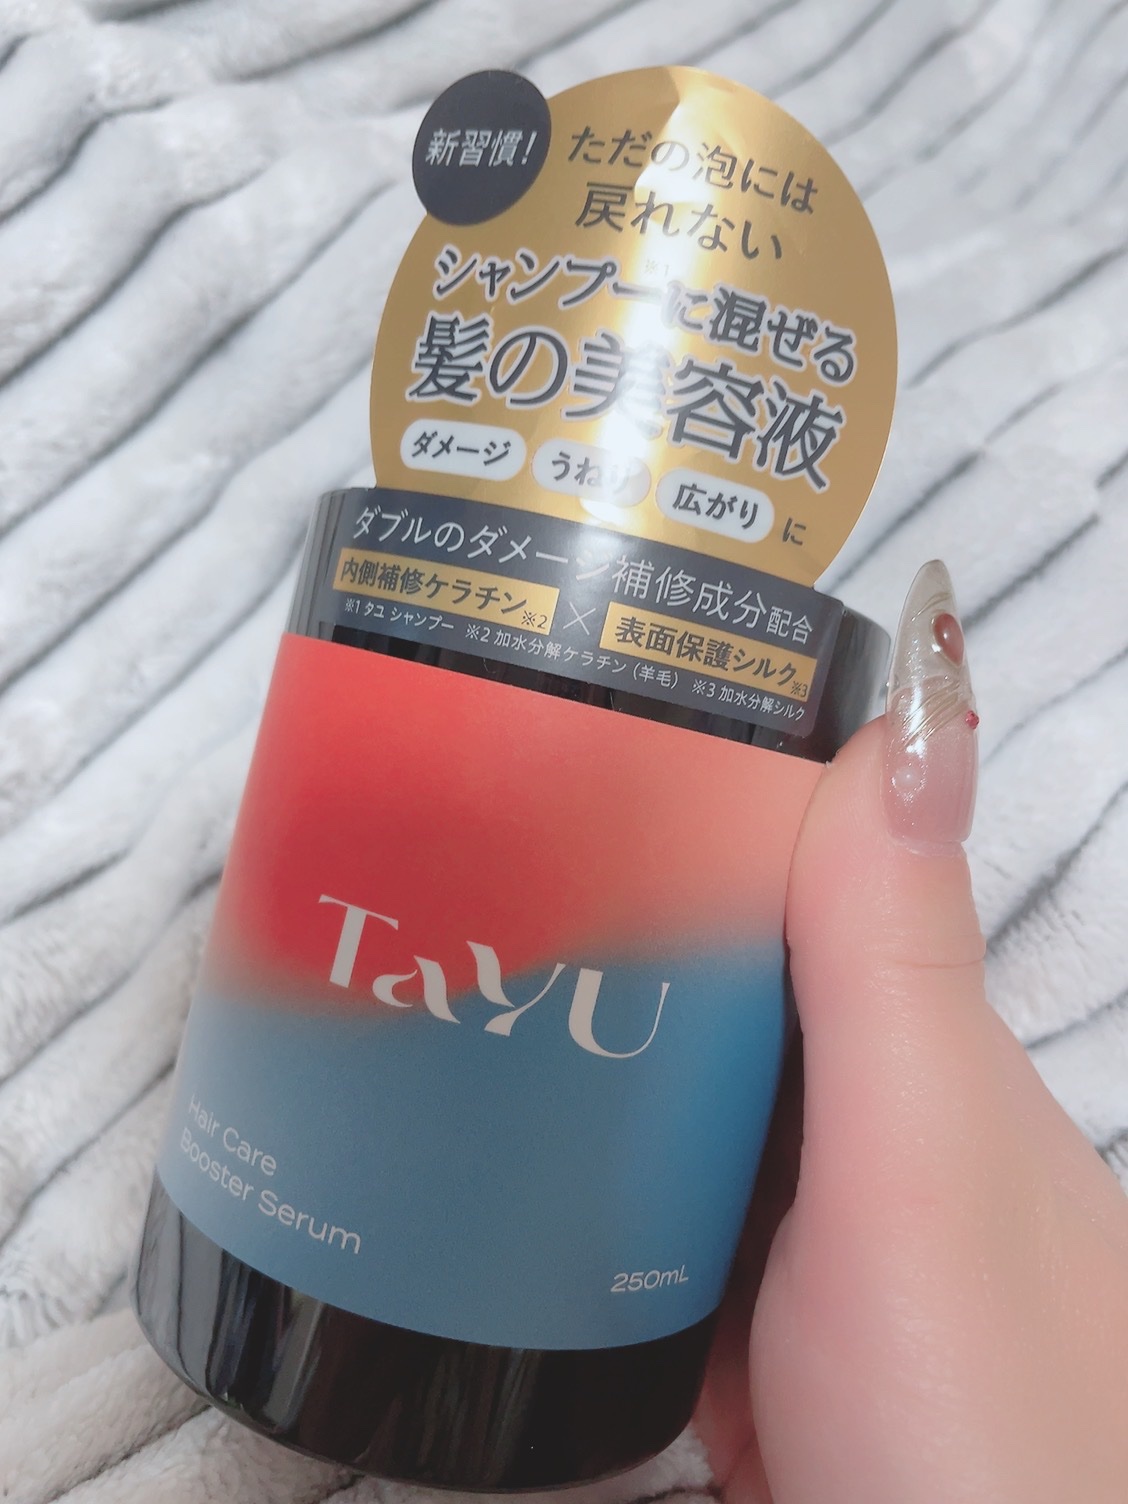 新習慣!
ただの泡には
戻れない
シャンプー※1に混ぜる
髪の美容液
ダメージ うねり 広がり に
ダブルのダメージ補修成分配合
内側補修ケラチン※2 × 表面保護シルク※3
※1 タユ シャンプー ※2 加水分解ケラチン(羊毛) ※3 加水分解シルク
TaYU
Hair Care
Booster Serum
250mL